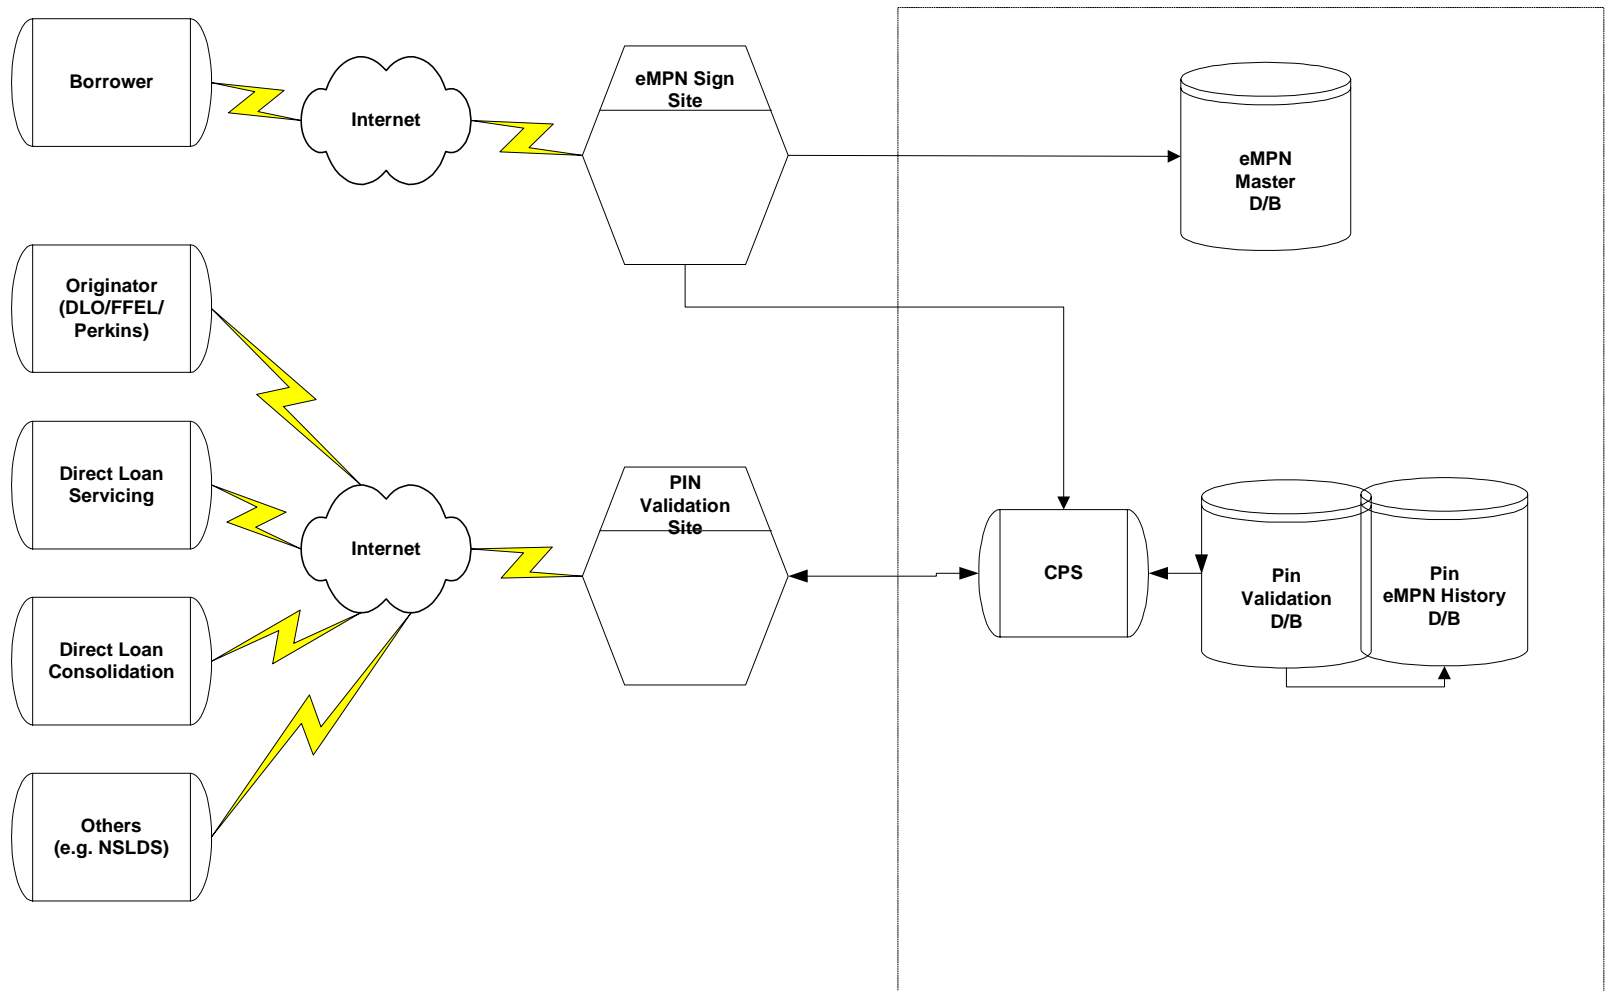 Borrower
Internet
eMPN Sign
Site
eMPN
Master
D/B
Originator
(DLO/FFEL/
Perkins)
Direct Loan
Servicing
Internet
PIN
Validation
Site
CPS
Pin
Validation
D/B
Pin
eMPN History
D/B
Direct Loan
Consolidation
Others
(e.g. NSLDS)